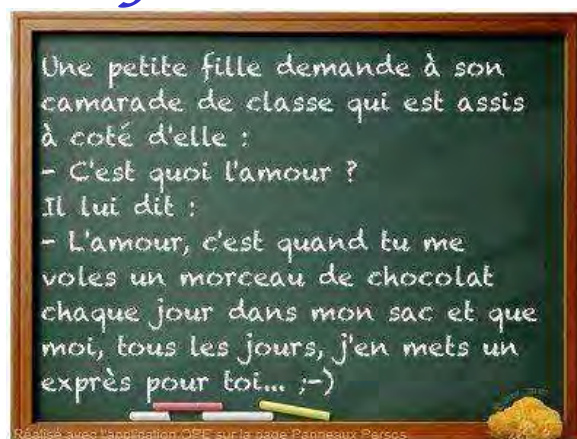 Une petite fille demande à son
camarade de classe qui est assis
à coté d'elle :
- C'est quoi l'amour ?
Il lui dit :
- L'amour, c'est quand tu me
voles un morceau de chocolat
chaque jour dans mon sac et que
moi, tous les jours, j'en mets un
exprès pour toi... ;-)
Réalisé avec l'application OBE sur la page Panneaux Persos